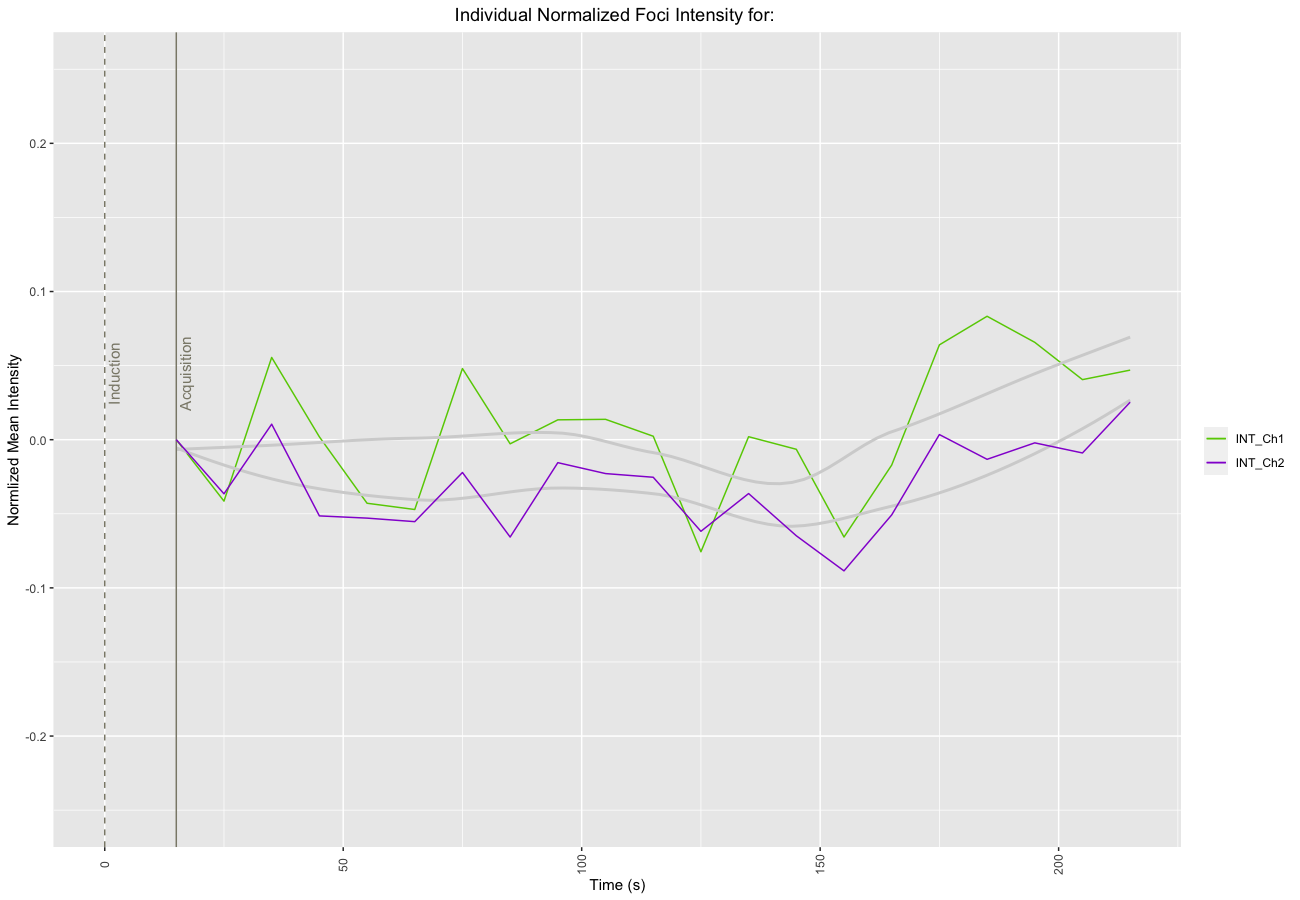 Individual Normalized Foci Intensity for:
Normlized Mean Intensity
0.2
0.1
0.0
-0.1
-0.2
Induction
Acquisition
0
50
100
150
200
Time (s)
INT_Ch1
INT_Ch2